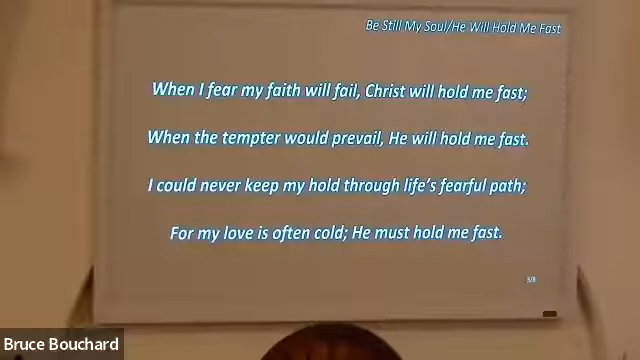 Be Still My Soul/He Will Hold Me Fast
When I fear my faith will fail, Christ will hold me fast;
When the tempter would prevail, He will hold me fast.
I could never keep my hold through life's fearful path;
For my love is often cold; He must hold me fast.
3/8
Bruce Bouchard